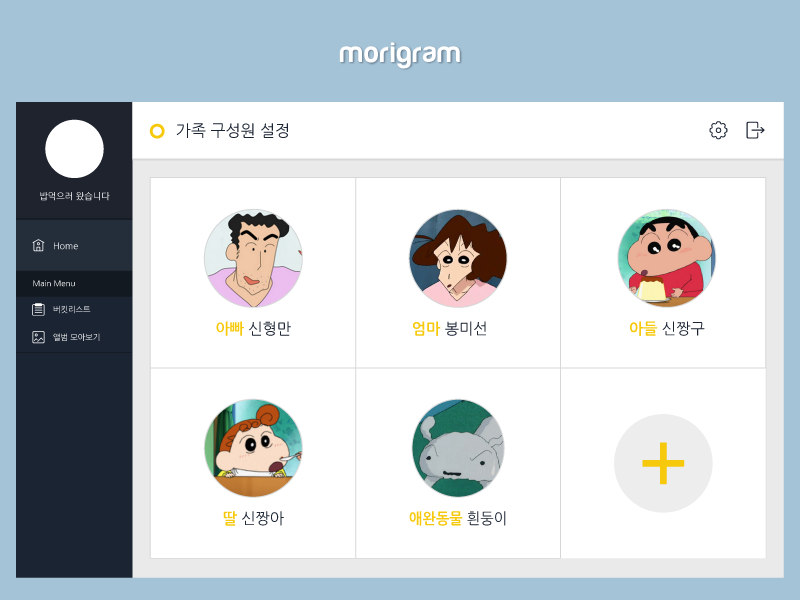 morigram
가족 구성원 설정
밥먹으러 왔습니다
Home
Main Menu
버킷리스트
앨범 모아보기
아빠 신형만
엄마 봉미선
아들 신짱구
딸 신짱아
애완동물 흰둥이